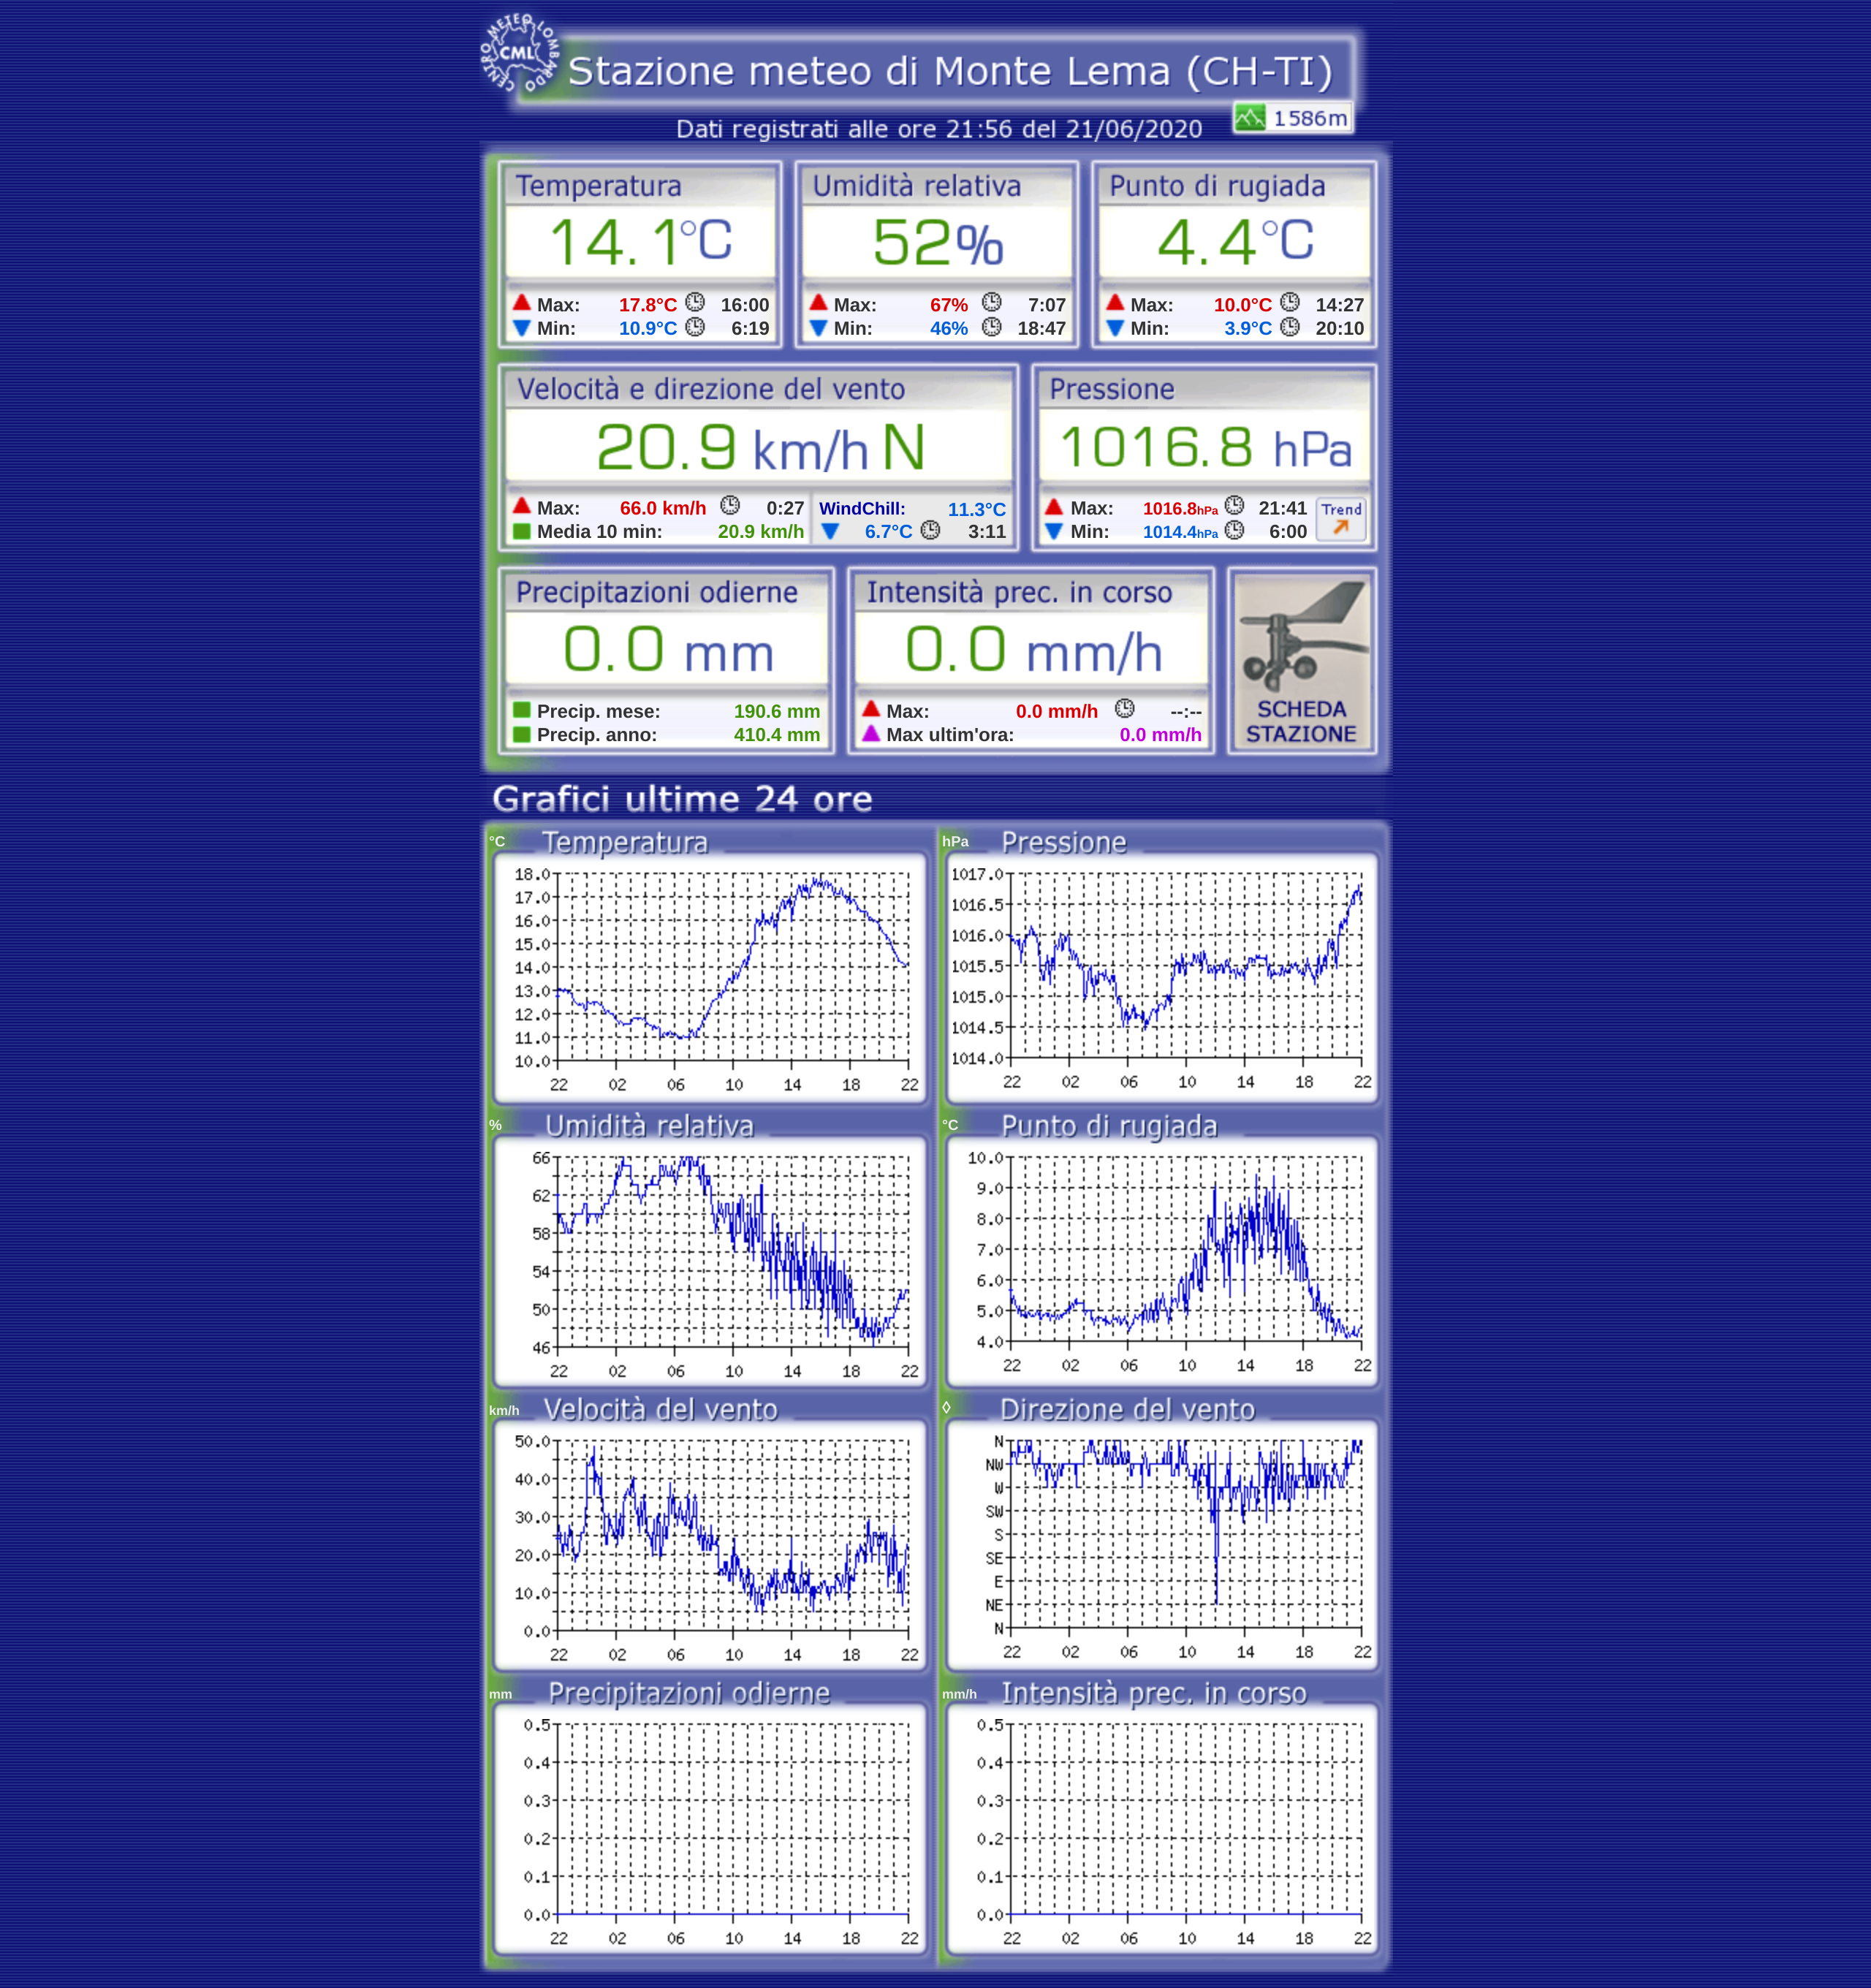 CENTRO METEO LOMBARDO
CML
Stazione meteo di Monte Lema (CH-TI)
1586m
Dati registrati alle ore 21:56 del 21/06/2020
Temperatura
14.1°C
Max: 17.8°C 16:00
Min: 10.9°C 6:19
Umidità relativa
52%
Max: 67% 7:07
Min: 46% 18:47
Punto di rugiada
4.4°C
Max: 10.0°C 14:27
Min: 3.9°C 20:10
Velocità e direzione del vento
20.9 km/h N
Max: 66.0 km/h 0:27
Media 10 min: 20.9 km/h
WindChill: 11.3°C
6.7°C 3:11
Pressione
1016.8 hPa
Max: 1016.8hPa 21:41
Min: 1014.4hPa 6:00
Trend
Precipitazioni odierne
0.0 mm
Precip. mese: 190.6 mm
Precip. anno: 410.4 mm
Intensità prec. in corso
0.0 mm/h
Max: 0.0 mm/h --:--
Max ultim'ora: 0.0 mm/h
SCHEDA
STAZIONE
Grafici ultime 24 ore
°C Temperatura
18.0
17.0
16.0
15.0
14.0
13.0
12.0
11.0
10.0
22 02 06 10 14 18 22
hPa Pressione
1017.0
1016.5
1016.0
1015.5
1015.0
1014.5
1014.0
22 02 06 10 14 18 22
% Umidità relativa
66
62
58
54
50
46
22 02 06 10 14 18 22
°C Punto di rugiada
10.0
9.0
8.0
7.0
6.0
5.0
4.0
22 02 06 10 14 18 22
km/h Velocità del vento
50.0
40.0
30.0
20.0
10.0
0.0
22 02 06 10 14 18 22
◊ Direzione del vento
N
NW
W
SW
S
SE
E
NE
N
22 02 06 10 14 18 22
mm Precipitazioni odierne
0.5
0.4
0.3
0.2
0.1
0.0
22 02 06 10 14 18 22
mm/h Intensità prec. in corso
0.5
0.4
0.3
0.2
0.1
0.0
22 02 06 10 14 18 22